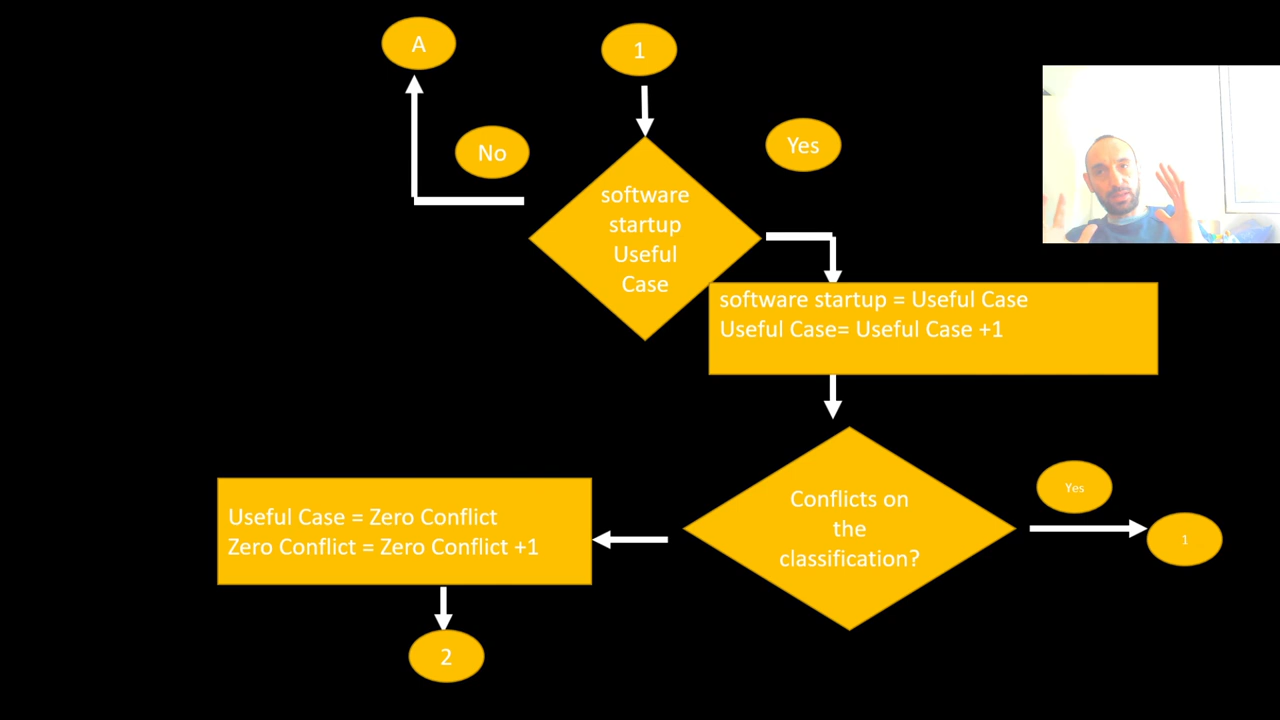 A
1
No
Yes
software
startup
Useful
Case
software startup = Useful Case
Useful Case= Useful Case +1
Conflicts on
the
classification?
Yes
1
Useful Case = Zero Conflict
Zero Conflict = Zero Conflict +1
2